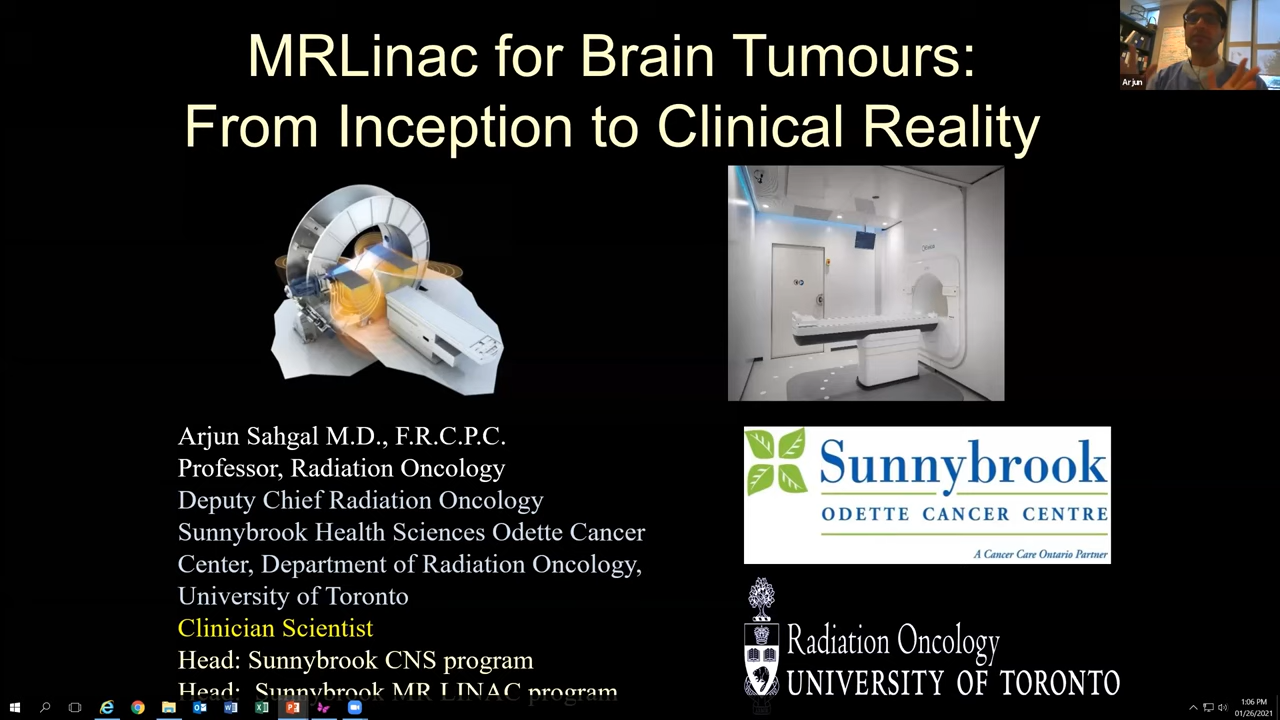 MRLinac for Brain Tumours:
From Inception to Clinical Reality
Arjun
Arjun Sahgal M.D., F.R.C.P.C.
Professor, Radiation Oncology
Deputy Chief Radiation Oncology
Sunnybrook Health Sciences Odette Cancer
Center, Department of Radiation Oncology,
University of Toronto
Clinician Scientist
Head: Sunnybrook CNS program
Head: Sunnybrook MR LINAC program
Sunnybrook
ODETTE CANCER CENTRE
A Cancer Care Ontario Partner
Radiation Oncology
UNIVERSITY OF TORONTO
1:06 PM
01/26/2021